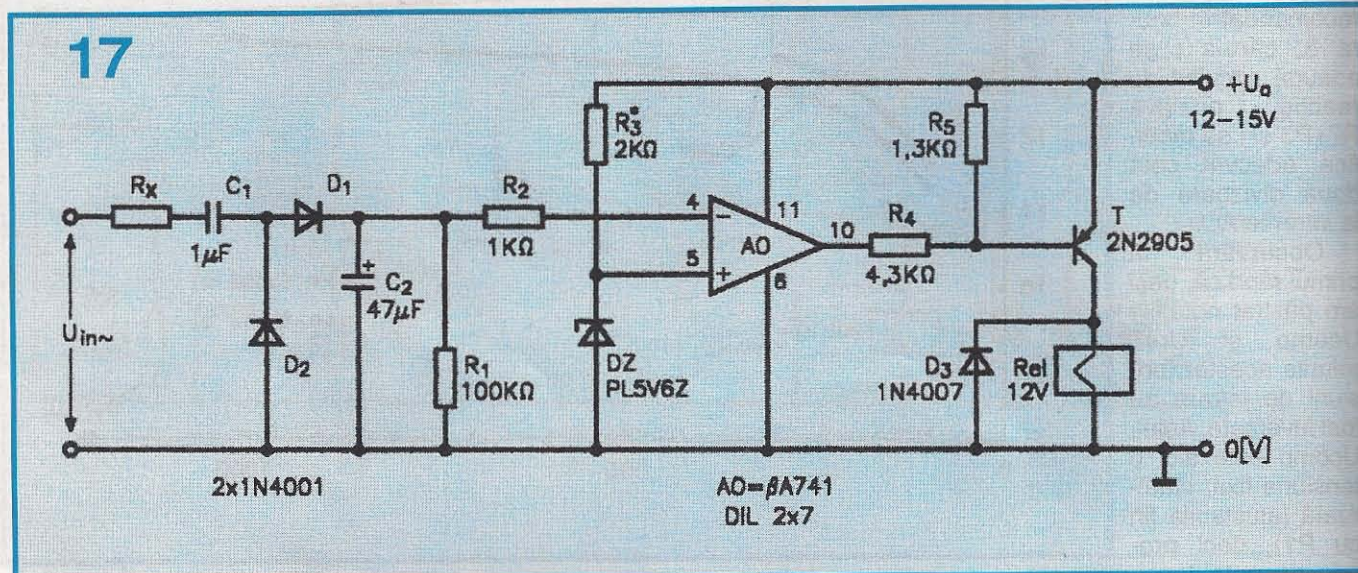 17
+Uₐ
12-15V
R₃*
2KΩ
R₅
1,3KΩ
Rₓ
C₁
1μF
D₁
R₂
1KΩ
4
-
11
AO
10
R₄
4,3KΩ
T
2N2905
5
+
6
+
C₂
47μF
Uin~
D₂
R₁
100KΩ
DZ
PL5V6Z
D₃
1N4007
Rel
12V
0[V]
2x1N4001
AO=βA741
DIL 2x7